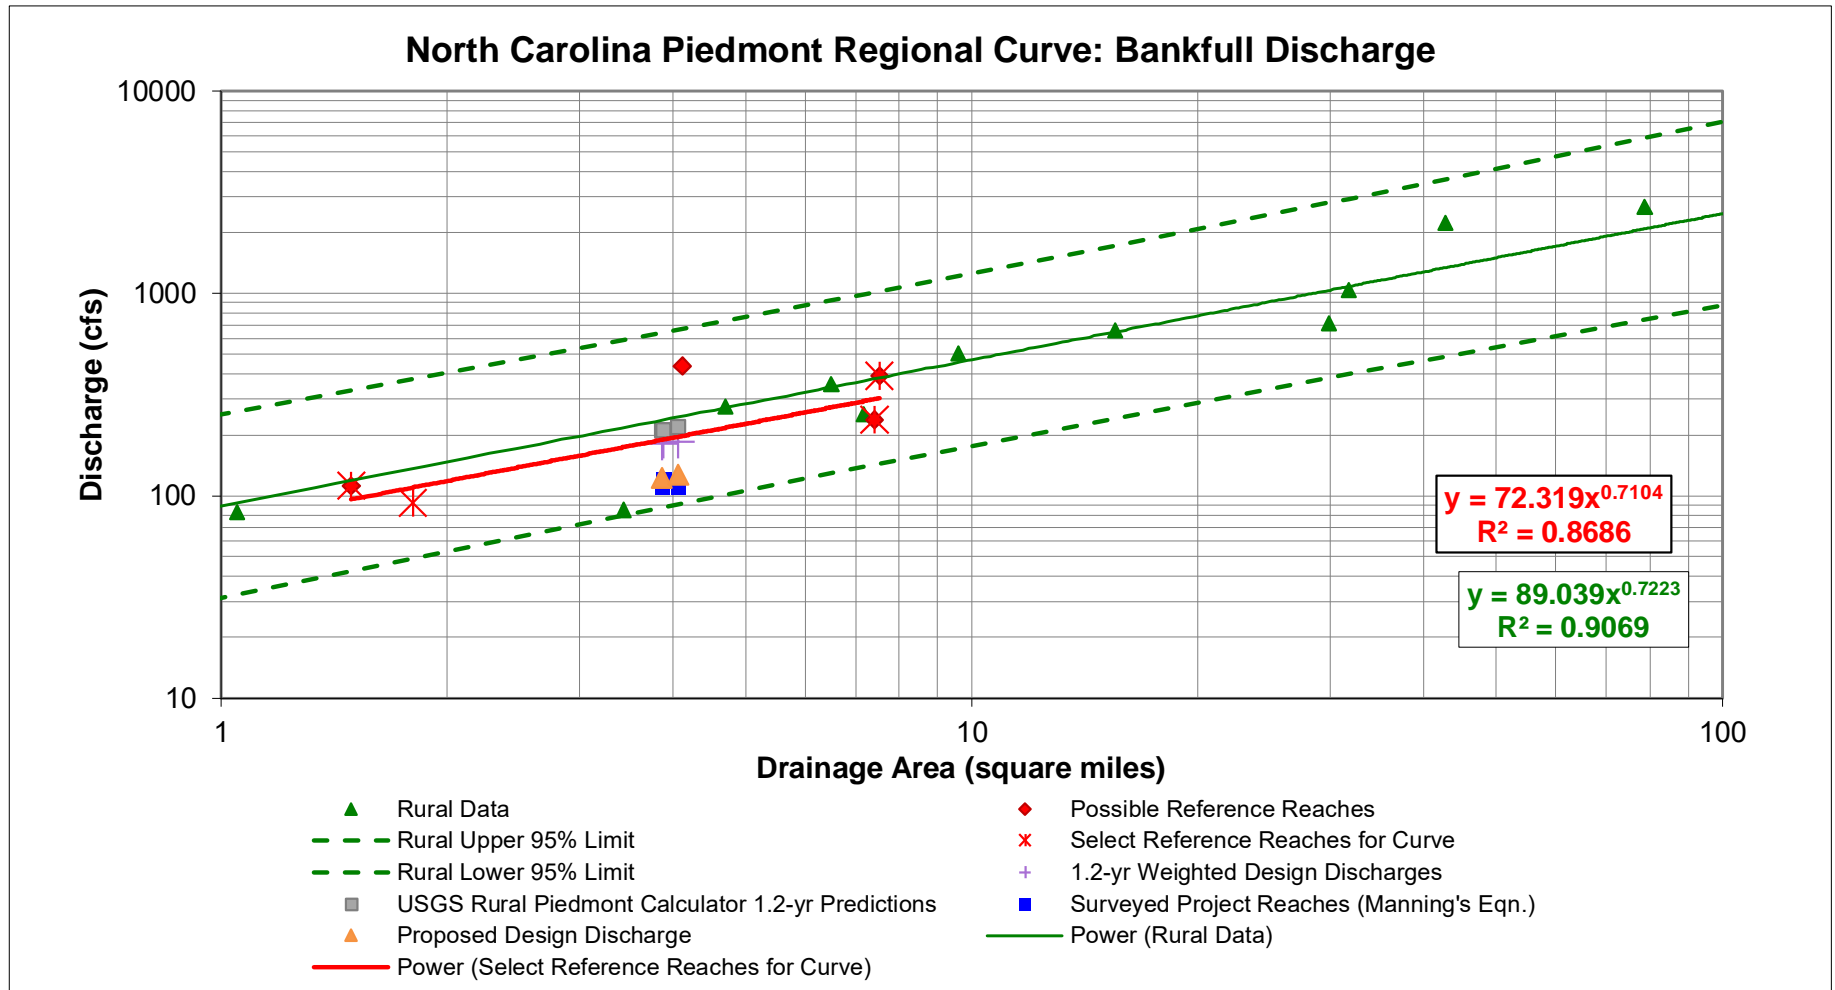 North Carolina Piedmont Regional Curve: Bankfull Discharge
10000
1000
100
10
Discharge (cfs)
1
10
100
Drainage Area (square miles)
y = 72.319x^0.7104
R² = 0.8686
y = 89.039x^0.7223
R² = 0.9069
Rural Data
Possible Reference Reaches
Rural Upper 95% Limit
Select Reference Reaches for Curve
Rural Lower 95% Limit
1.2-yr Weighted Design Discharges
USGS Rural Piedmont Calculator 1.2-yr Predictions
Surveyed Project Reaches (Manning's Eqn.)
Proposed Design Discharge
Power (Rural Data)
Power (Select Reference Reaches for Curve)